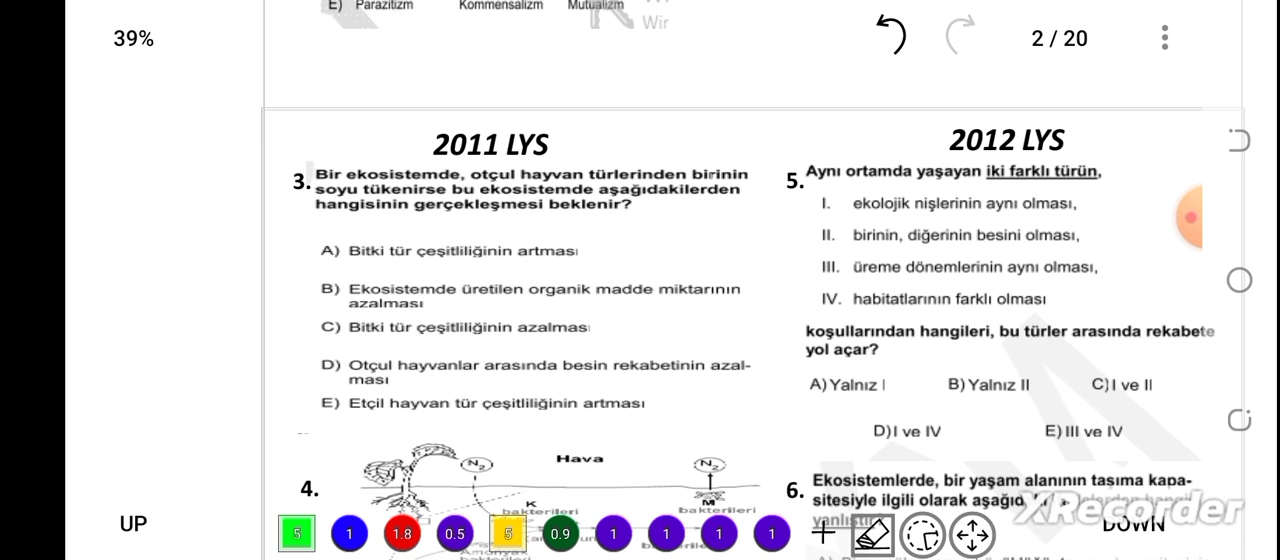 E) Parazitizm Kommensalizm Mutualizm
Wir
39%
2 / 20
2011 LYS
3. Bir ekosistemde, otçul hayvan türlerinden birinin
soyu tükenirse bu ekosistemde aşağıdakilerden
hangisinin gerçekleşmesi beklenir?
A) Bitki tür çeşitliliğinin artması
B) Ekosistemde üretilen organik madde miktarının
azalması
C) Bitki tür çeşitliliğinin azalması
D) Otçul hayvanlar arasında besin rekabetinin azal-
ması
E) Etçil hayvan tür çeşitliliğinin artması
4.
N2
Hava
N2
K
bakterileri
M
bakterileri
2012 LYS
5. Aynı ortamda yaşayan iki farklı türün,
I. ekolojik nişlerinin aynı olması,
II. birinin, diğerinin besini olması,
III. üreme dönemlerinin aynı olması,
IV. habitatlarının farklı olması
koşullarından hangileri, bu türler arasında rekabete
yol açar?
A) Yalnız I B) Yalnız II C) I ve II
D) I ve IV E) III ve IV
6. Ekosistemlerde, bir yaşam alanının taşıma kapa-
sitesiyle ilgili olarak
XRecorder
UP
5 1 1.8 0.5 5 0.9 1 1 1 1
DOWN